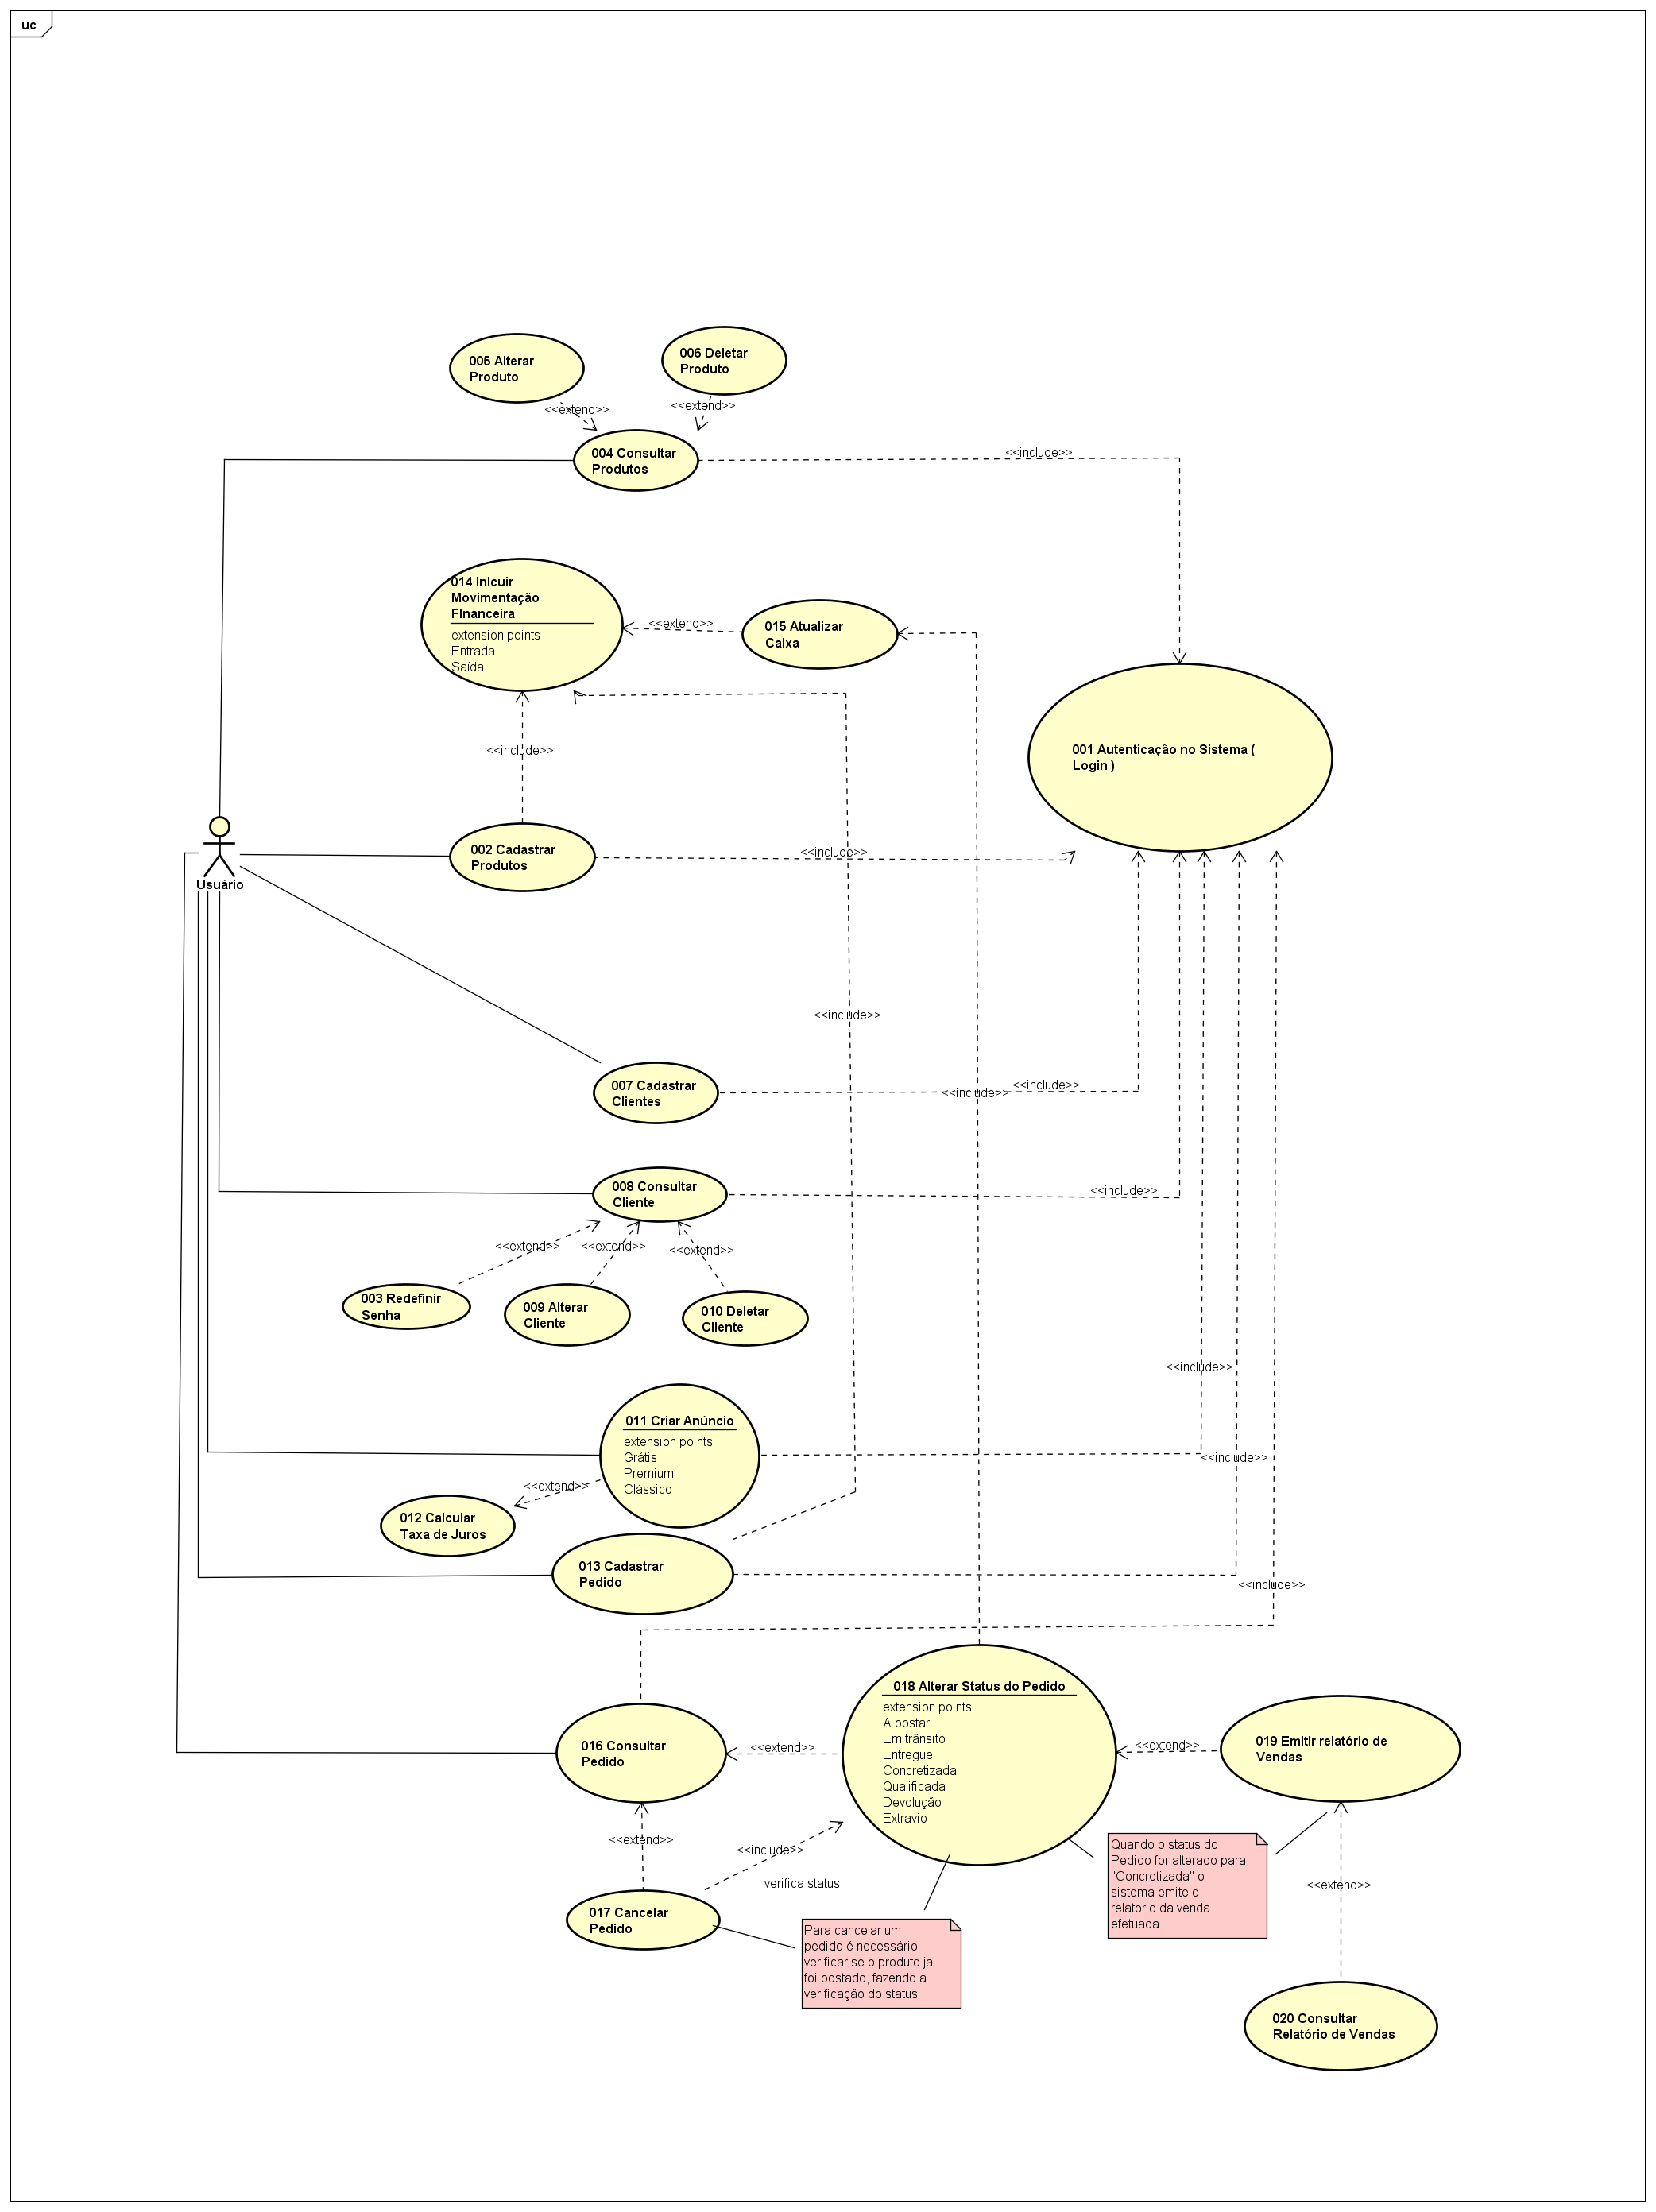 uc
005 Alterar
Produto
006 Deletar
Produto
<<extend>>
<<extend>>
004 Consultar
Produtos
<<include>>
014 Inlcuir
Movimentação
FInanceira
extension points
Entrada
Saída
<<extend>>
015 Atualizar
Caixa
<<include>>
001 Autenticação no Sistema (
Login )
002 Cadastrar
Produtos
<<include>>
Usuário
<<include>>
007 Cadastrar
Clientes
<<include>>
<<include>>
008 Consultar
Cliente
<<include>>
<<extend>>
<<extend>>
<<extend>>
003 Redefinir
Senha
009 Alterar
Cliente
010 Deletar
Cliente
<<include>>
011 Criar Anúncio
extension points
Grátis
Premium
Clássico
<<include>>
<<extend>>
012 Calcular
Taxa de Juros
013 Cadastrar
Pedido
<<include>>
018 Alterar Status do Pedido
extension points
A postar
Em trânsito
Entregue
Concretizada
Qualificada
Devolução
Extravio
016 Consultar
Pedido
<<extend>>
<<extend>>
019 Emitir relatório de
Vendas
<<extend>>
<<include>>
verifica status
Quando o status do
Pedido for alterado para
"Concretizada" o
sistema emite o
relatorio da venda
efetuada
<<extend>>
017 Cancelar
Pedido
Para cancelar um
pedido é necessário
verificar se o produto ja
foi postado, fazendo a
verificação do status
020 Consultar
Relatório de Vendas